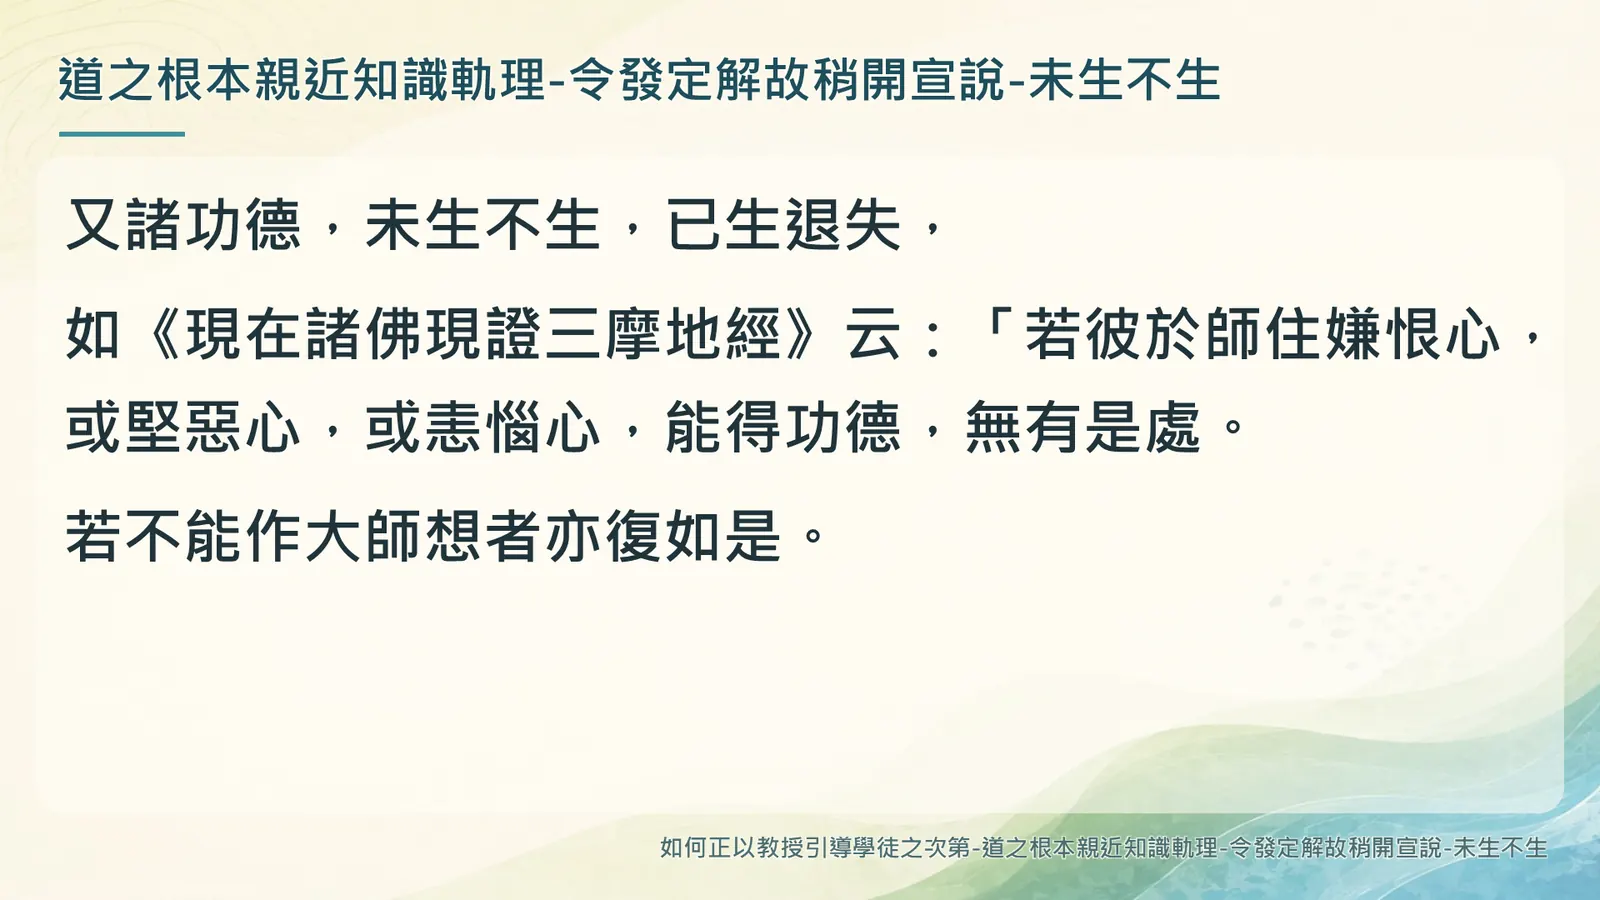 道之根本親近知識軌理-令發定解故稍開宣說-未生不生
又諸功德，未生不生，已生退失，
如《現在諸佛現證三摩地經》云：「若彼於師住嫌恨心，
或堅惡心，或恚惱心，能得功德，無有是處。
若不能作大師想者亦復如是。
如何正以教授引導學徒之次第-道之根本親近知識軌理-令發定解故稍開宣說-未生不生